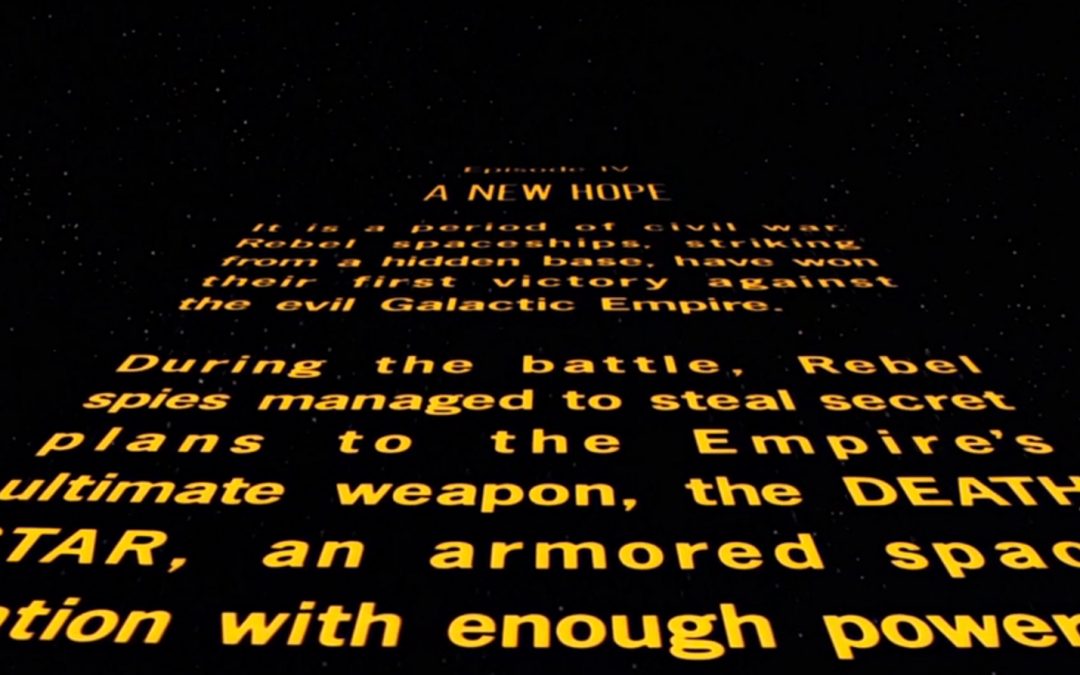 Episode IV
A NEW HOPE
It is a period of civil war.
Rebel spaceships, striking
from a hidden base, have won
their first victory against
the evil Galactic Empire.
During the battle, Rebel
spies managed to steal secret
plans to the Empire's
ultimate weapon, the DEATH
TAR, an armored spac
ation with enough power